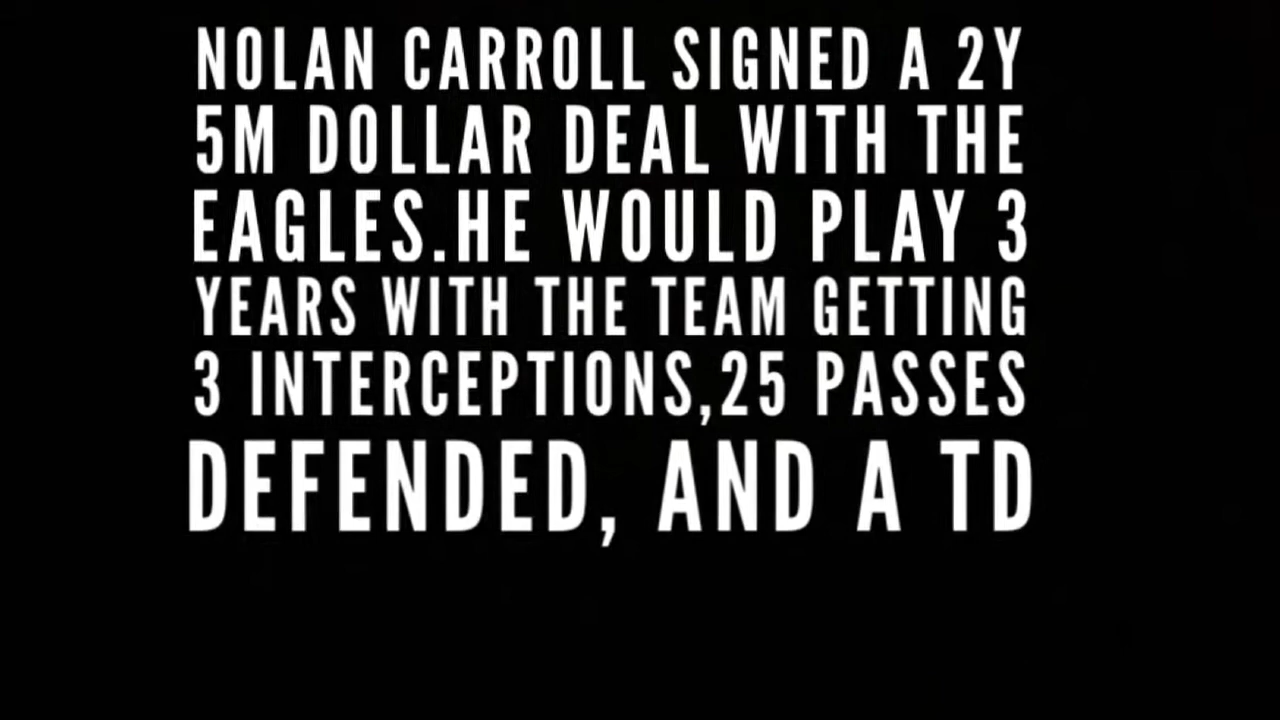 NOLAN CARROLL SIGNED A 2Y
5M DOLLAR DEAL WITH THE
EAGLES.HE WOULD PLAY 3
YEARS WITH THE TEAM GETTING
3 INTERCEPTIONS,25 PASSES
DEFENDED, AND A TD